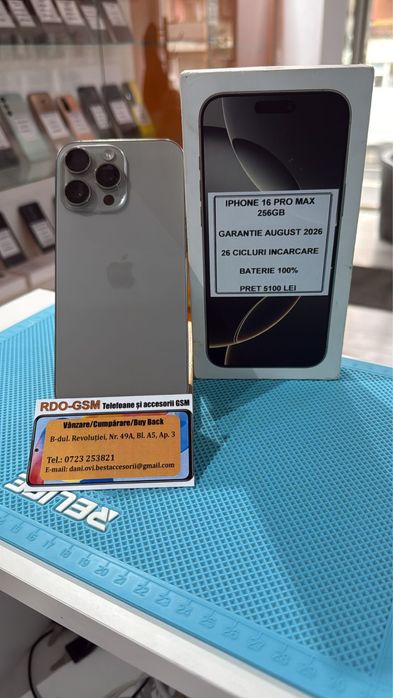 IPHONE 16 PRO MAX
256GB
GARANTIE AUGUST 2026
26 CICLURI INCARCARE
BATERIE 100%
PRET 5100 LEI
RDO-GSM Telefoane și accesorii GSM
Vânzare/Cumpărare/Buy Back
B-dul. Revoluției, Nr. 49A, Bl. A5, Ap. 3
Tel.: 0723 253821
E-mail: dani.ovi.bestaccesorii@gmail.com
RELIFE